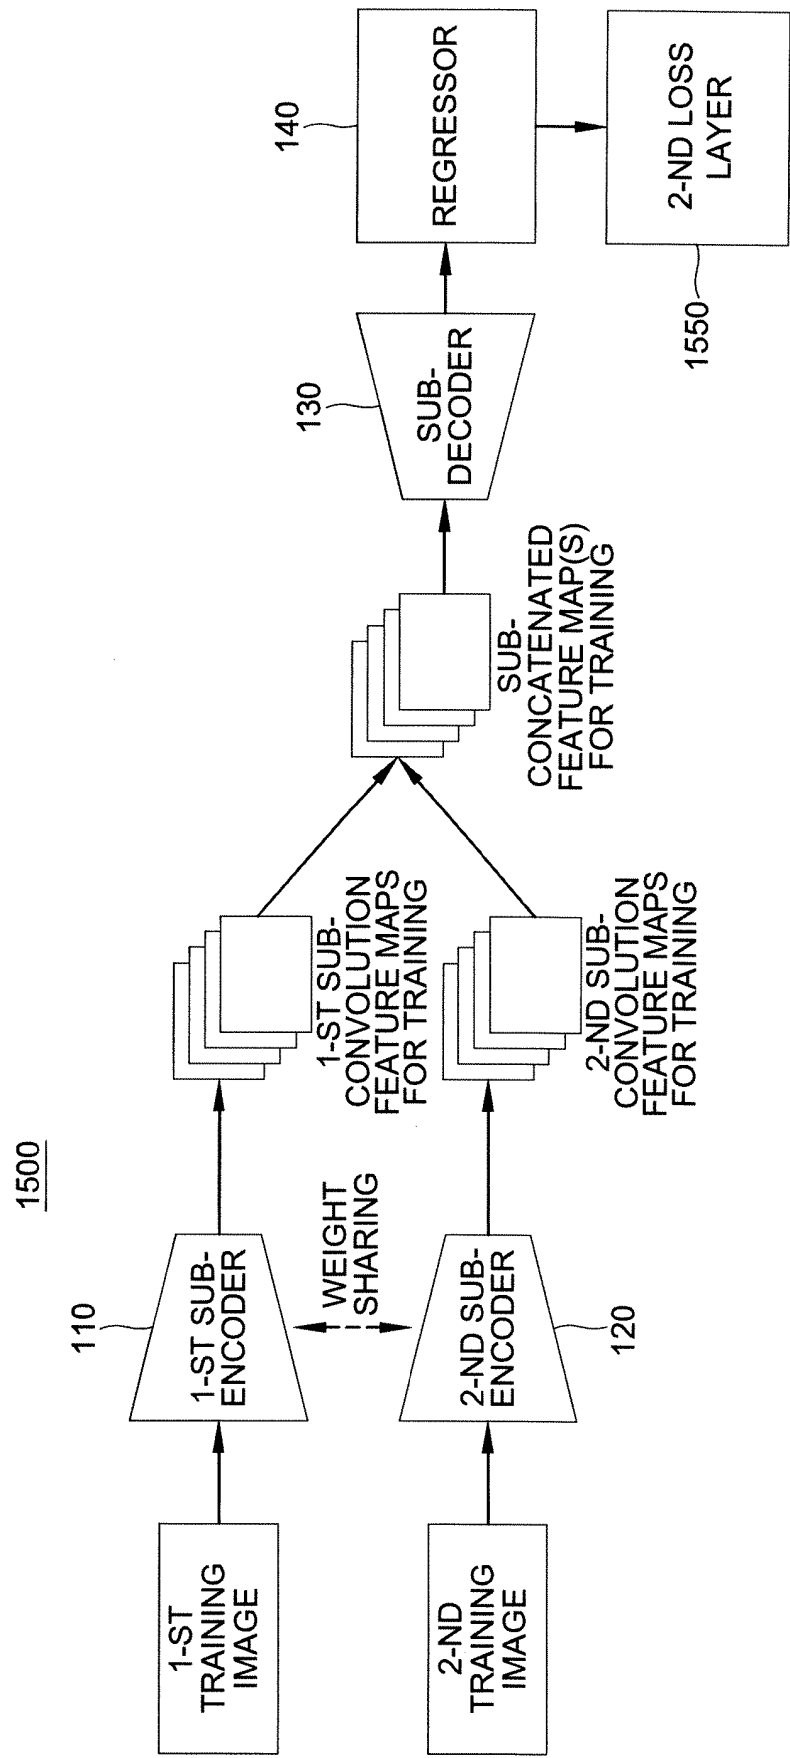 1500
1-ST
TRAINING
IMAGE
110
1-ST SUB-
ENCODER
1-ST SUB-
CONVOLUTION
FEATURE MAPS
FOR TRAINING
WEIGHT
SHARING
2-ND
TRAINING
IMAGE
2-ND SUB-
ENCODER
120
2-ND SUB-
CONVOLUTION
FEATURE MAPS
FOR TRAINING
SUB-
CONCATENATED
FEATURE MAP(S)
FOR TRAINING
130
SUB-
DECODER
140
REGRESSOR
2-ND LOSS
LAYER
1550